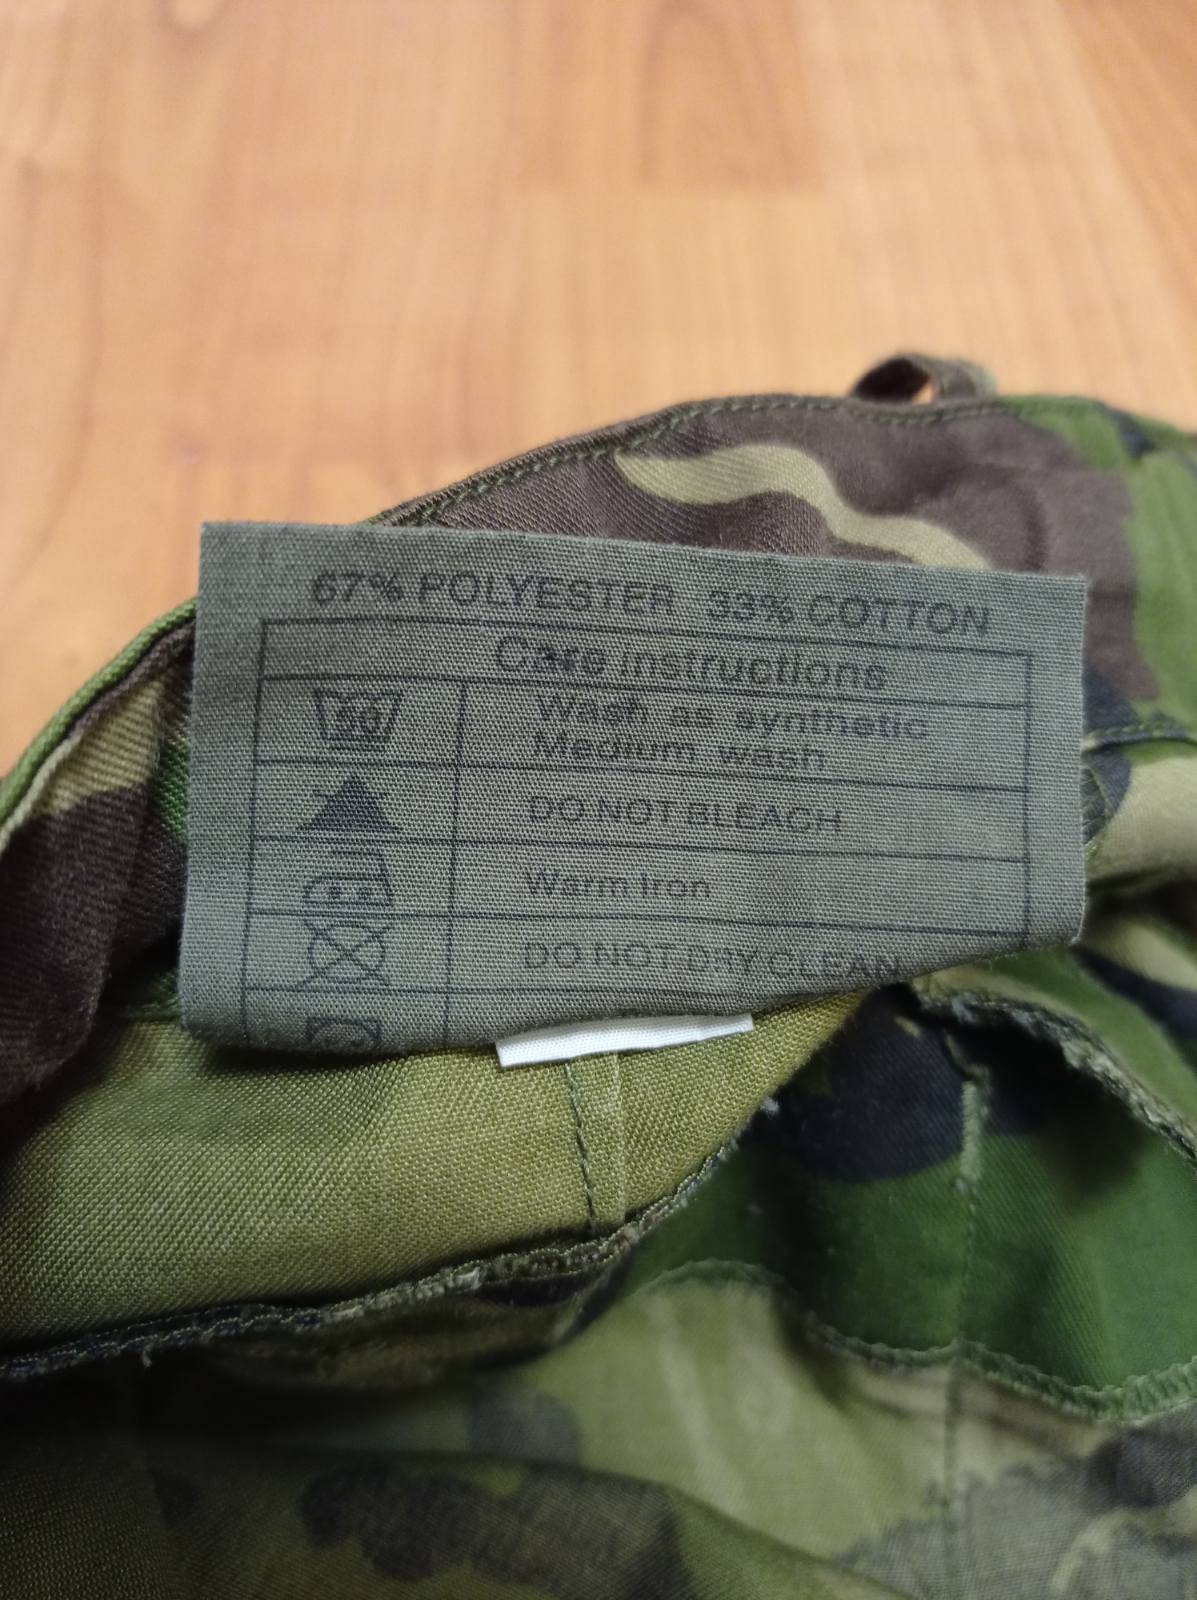 67% POLYESTER 33% COTTON
Care instructions
50
Wash as synthetic
Medium wash
DO NOT BLEACH
Warm Iron
DO NOT DRY CLEAN